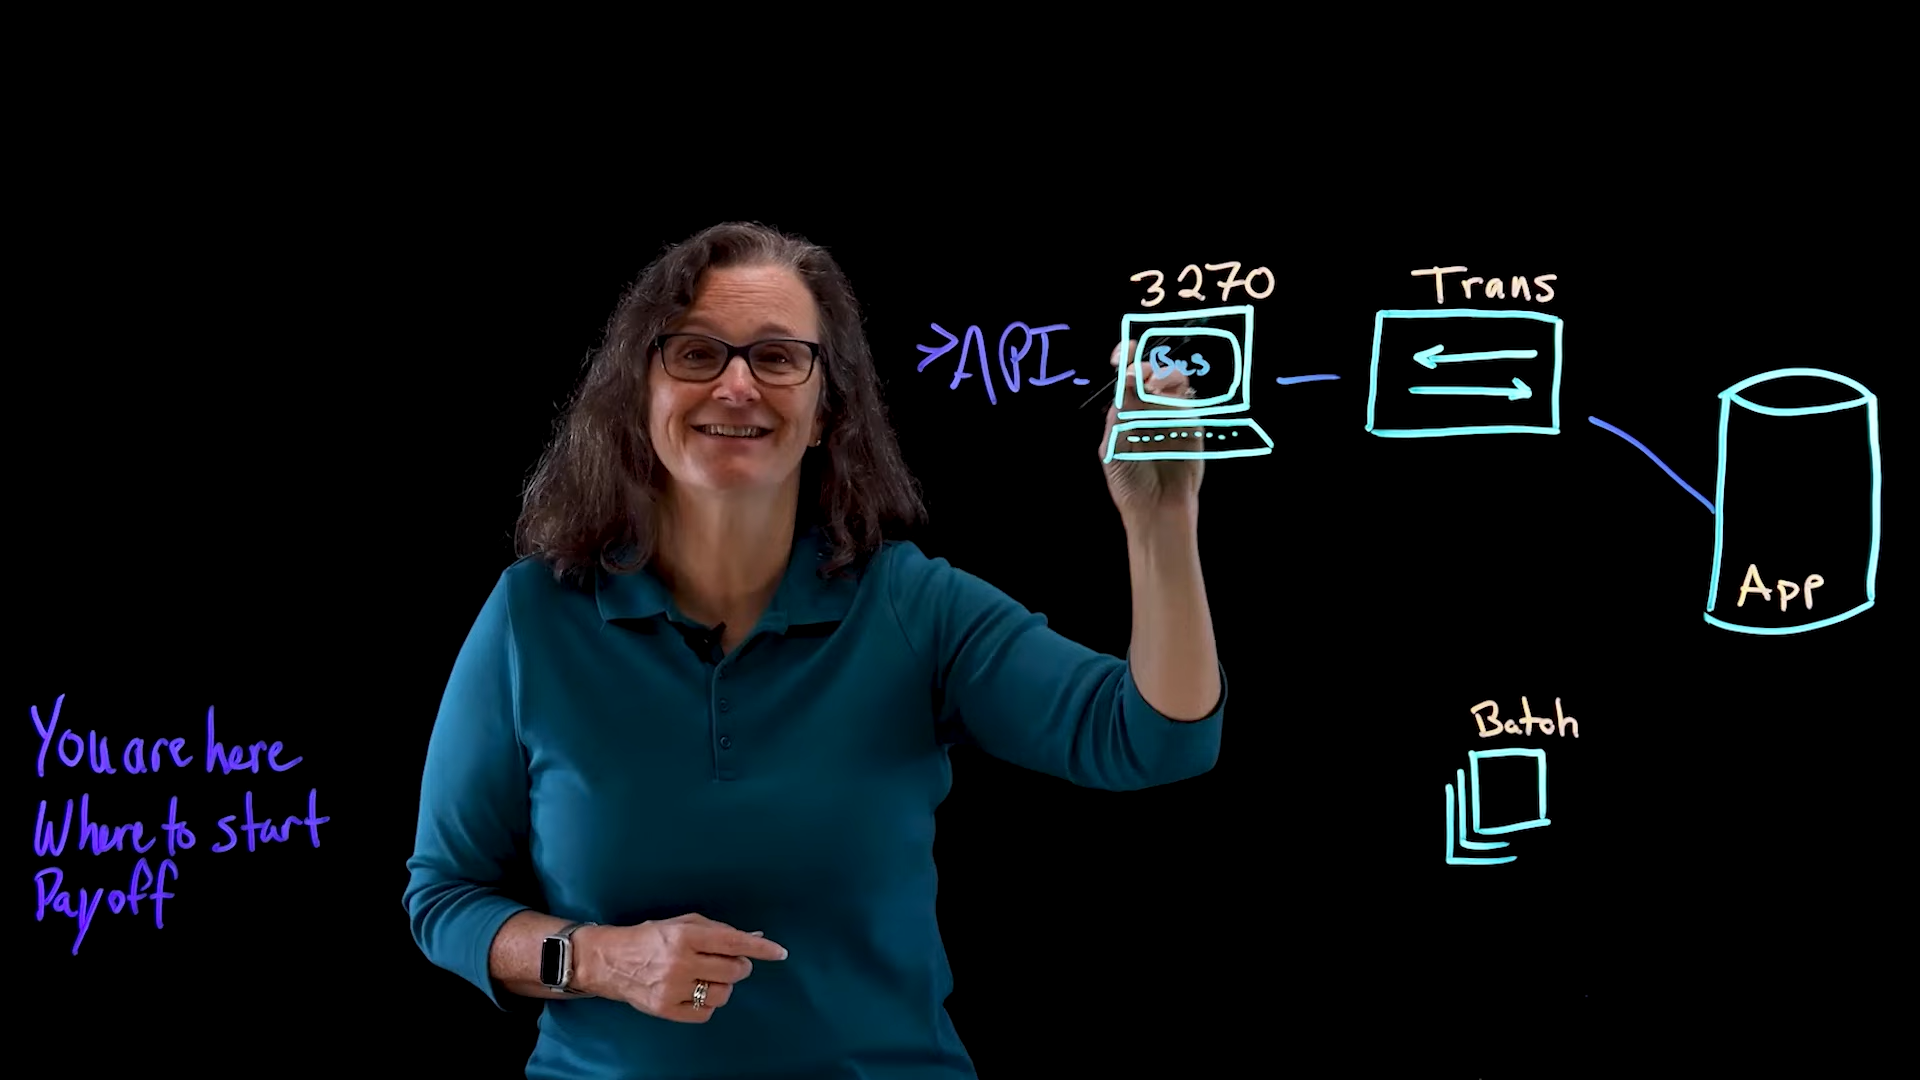 3270
Trans
>API
Bus
App
Batch
You are here
Where to start
Payoff